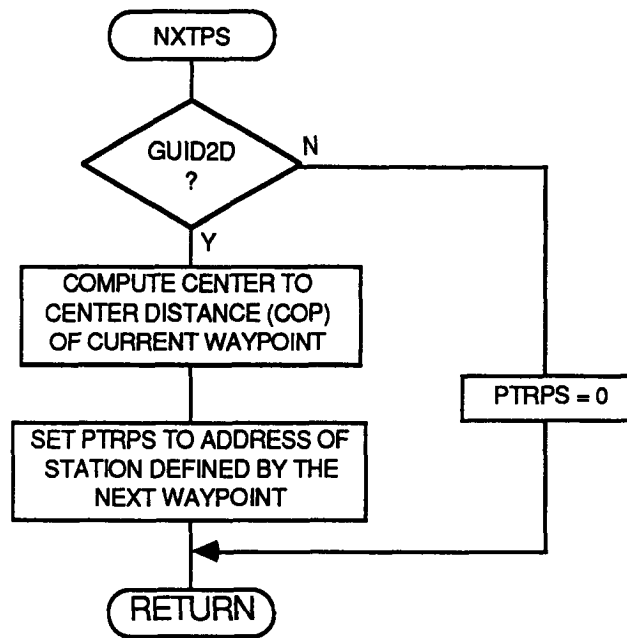 NXTPS
GUID2D
?
N
Y
COMPUTE CENTER TO
CENTER DISTANCE (COP)
OF CURRENT WAYPOINT
PTRPS = 0
SET PTRPS TO ADDRESS OF
STATION DEFINED BY THE
NEXT WAYPOINT
RETURN